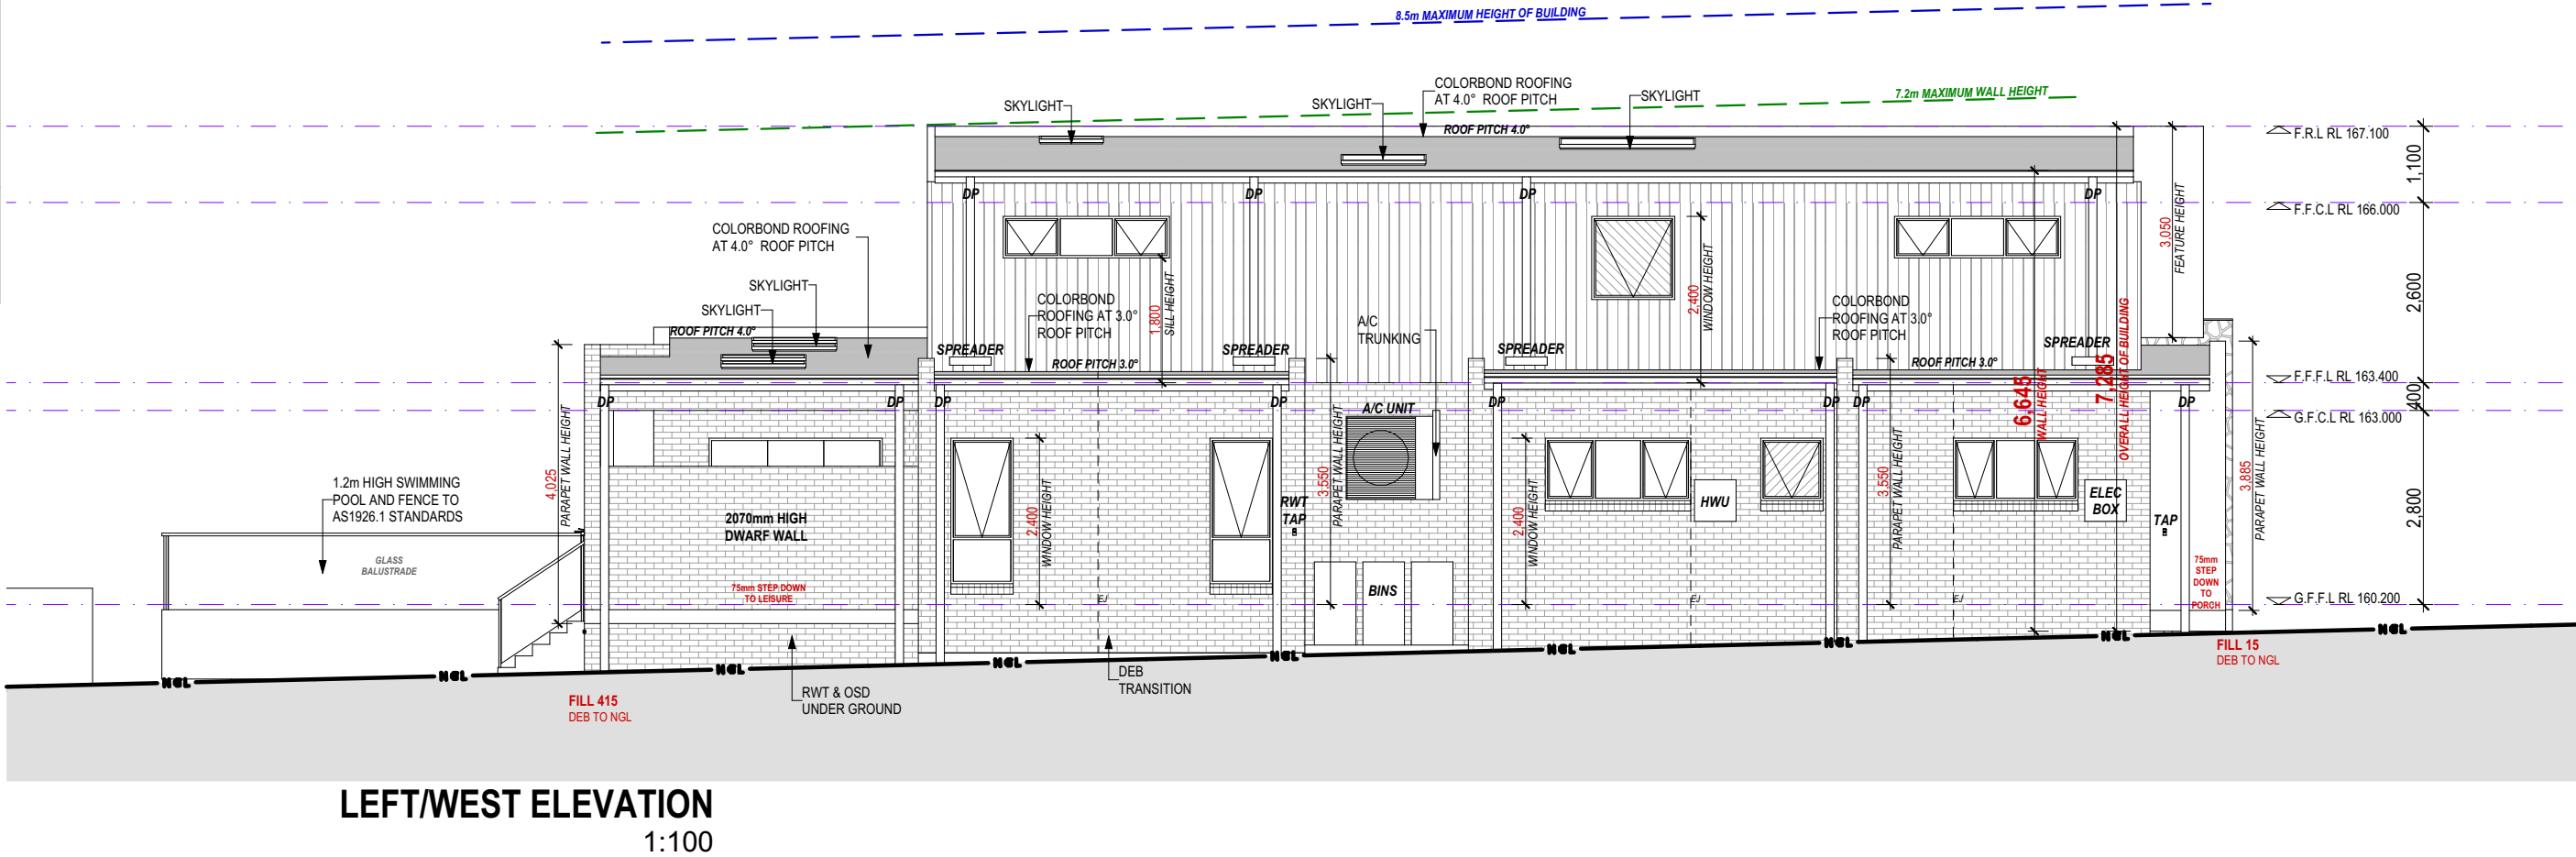 8.5m MAXIMUM HEIGHT OF BUILDING
7.2m MAXIMUM WALL HEIGHT
SKYLIGHT
SKYLIGHT
COLORBOND ROOFING
AT 4.0° ROOF PITCH
SKYLIGHT
ROOF PITCH 4.0°
F.R.L RL 167.100
1,100
DP
DP
DP
DP
F.F.C.L RL 166.000
COLORBOND ROOFING
AT 4.0° ROOF PITCH
SKYLIGHT
SKYLIGHT
ROOF PITCH 4.0°
COLORBOND
ROOFING AT 3.0°
ROOF PITCH
1,800
SILL HEIGHT
A/C
TRUNKING
2,400
WINDOW HEIGHT
COLORBOND
ROOFING AT 3.0°
ROOF PITCH
3,050
FEATURE HEIGHT
2,600
SPREADER
ROOF PITCH 3.0°
SPREADER
SPREADER
ROOF PITCH 3.0°
SPREADER
6,645
WALL HEIGHT
7,285
OVERALL HEIGHT OF BUILDING
F.F.F.L RL 163.400
400
G.F.C.L RL 163.000
DP
DP
DP
DP
DP
DP
DP
DP
A/C UNIT
4,025
PARAPET WALL HEIGHT
1.2m HIGH SWIMMING
POOL AND FENCE TO
AS1926.1 STANDARDS
GLASS
BALUSTRADE
2070mm HIGH
DWARF WALL
75mm STEP DOWN
TO LEISURE
2,400
WINDOW HEIGHT
RWT
TAP
3,550
PARAPET WALL HEIGHT
BINS
2,400
WINDOW HEIGHT
HWU
3,550
PARAPET WALL HEIGHT
ELEC
BOX
TAP
75mm
STEP
DOWN
TO
PORCH
3,885
PARAPET WALL HEIGHT
2,800
G.F.F.L RL 160.200
EJ
EJ
EJ
NGL
NGL
NGL
NGL
NGL
NGL
NGL
NGL
NGL
FILL 415
DEB TO NGL
RWT & OSD
UNDER GROUND
DEB
TRANSITION
FILL 15
DEB TO NGL
LEFT/WEST ELEVATION
1:100